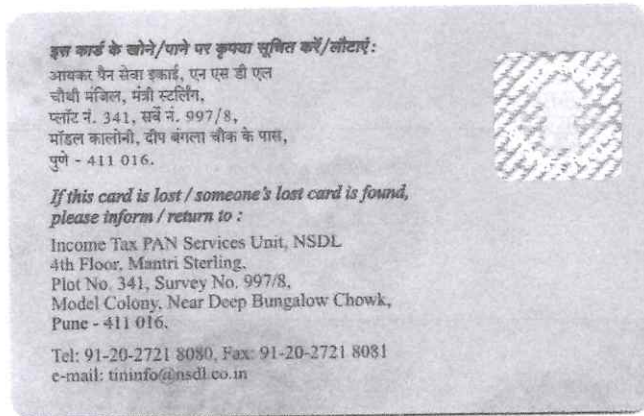 इस कार्ड के खोने/पाने पर कृपया सूचित करें/लौटाएं:
आयकर पैन सेवा इकाई, एन एस डी एल
चौथी मंजिल, मंत्री स्टर्लिंग,
प्लॉट नं. 341, सर्वे नं. 997/8,
मॉडल कालोनी, दीप बंगला चौक के पास,
पुणे - 411 016.
If this card is lost / someone's lost card is found,
please inform / return to :
Income Tax PAN Services Unit, NSDL
4th Floor, Mantri Sterling,
Plot No. 341, Survey No. 997/8,
Model Colony, Near Deep Bungalow Chowk,
Pune - 411 016.
Tel: 91-20-2721 8080, Fax: 91-20-2721 8081
e-mail: tininfo@nsdl.co.in